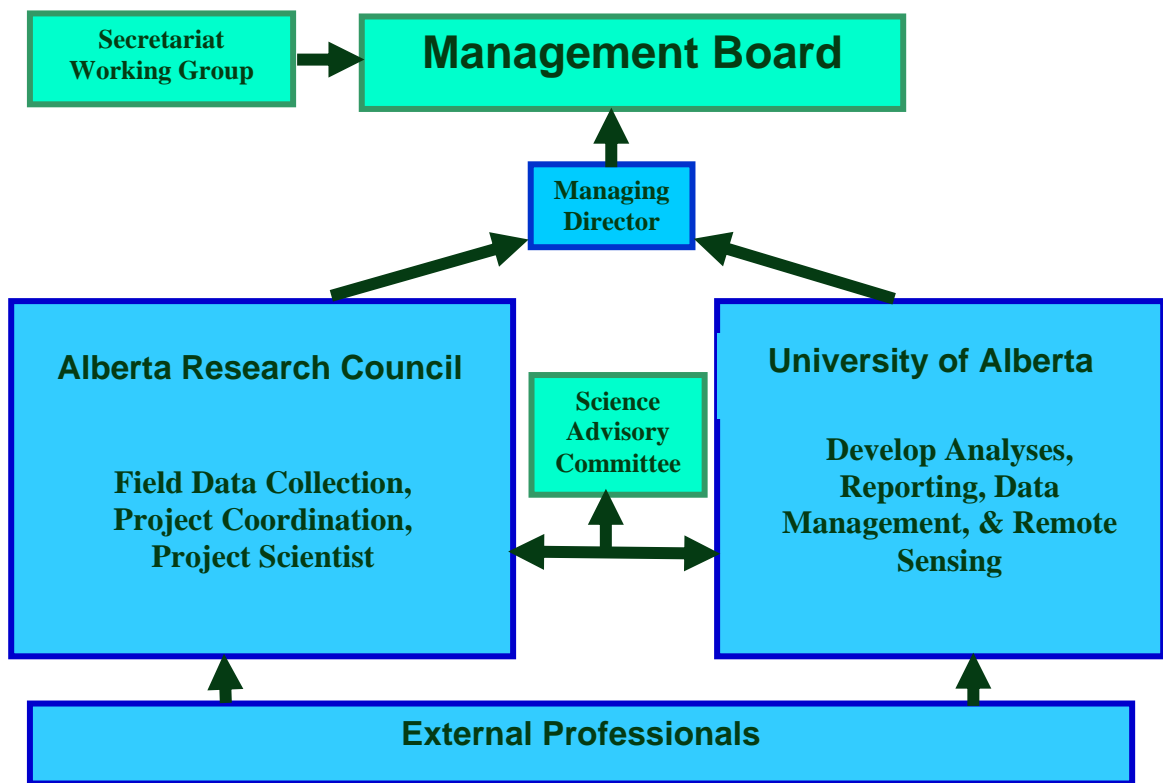 Secretariat
Working Group
Management Board
Managing
Director
Alberta Research Council
Field Data Collection,
Project Coordination,
Project Scientist
Science
Advisory
Committee
University of Alberta
Develop Analyses,
Reporting, Data
Management, & Remote
Sensing
External Professionals